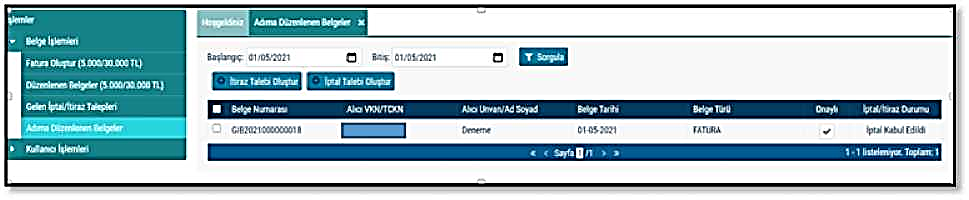 İşlemler
Belge İşlemleri
Fatura Oluştur (5.000/30.000 TL)
Düzenlenen Belgeler (5.000/30.000 TL)
Gelen İptal/İtiraz Talepleri
Adıma Düzenlenen Belgeler
Kullanıcı İşlemleri
Hoşgeldiniz Adıma Düzenlenen Belgeler ×
Başlangıç: 01/05/2021 Bitiş: 01/05/2021 Sorgula
İtiraz Talebi Oluştur İptal Talebi Oluştur
Belge Numarası Alıcı VKN/TCKN Alıcı Unvan/Ad Soyad Belge Tarihi Belge Türü Onaylı İptal/İtiraz Durumu
GIB2021000000018 Deneme 01-05-2021 FATURA İptal Kabul Edildi
« < Sayfa 1 /1 > » 1 - 1 listeleniyor. Toplam: 1